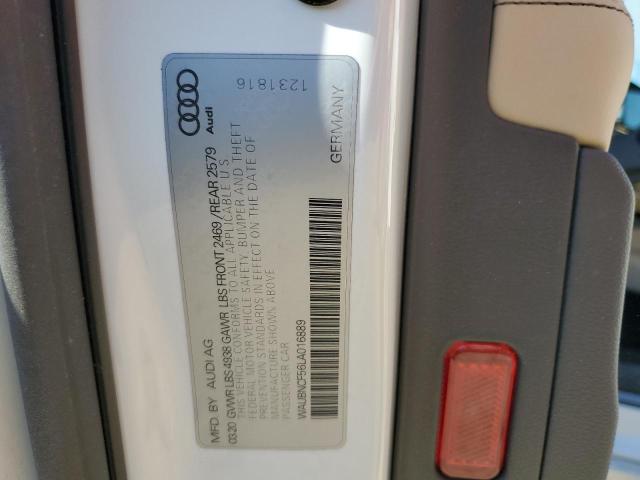 MFD. BY AUDI AG
0320 GVWR LBS 4938 GAWR LBS FRONT 2469 / REAR 2579
THIS VEHICLE CONFORMS TO ALL APPLICABLE U S
FEDERAL MOTOR VEHICLE SAFETY, BUMPER AND THEFT
PREVENTION STANDARDS IN EFFECT ON THE DATE OF
MANUFACTURE SHOWN ABOVE
PASSENGER CAR
WAUBNCF56LA016889
GERMANY
Audi
1231816